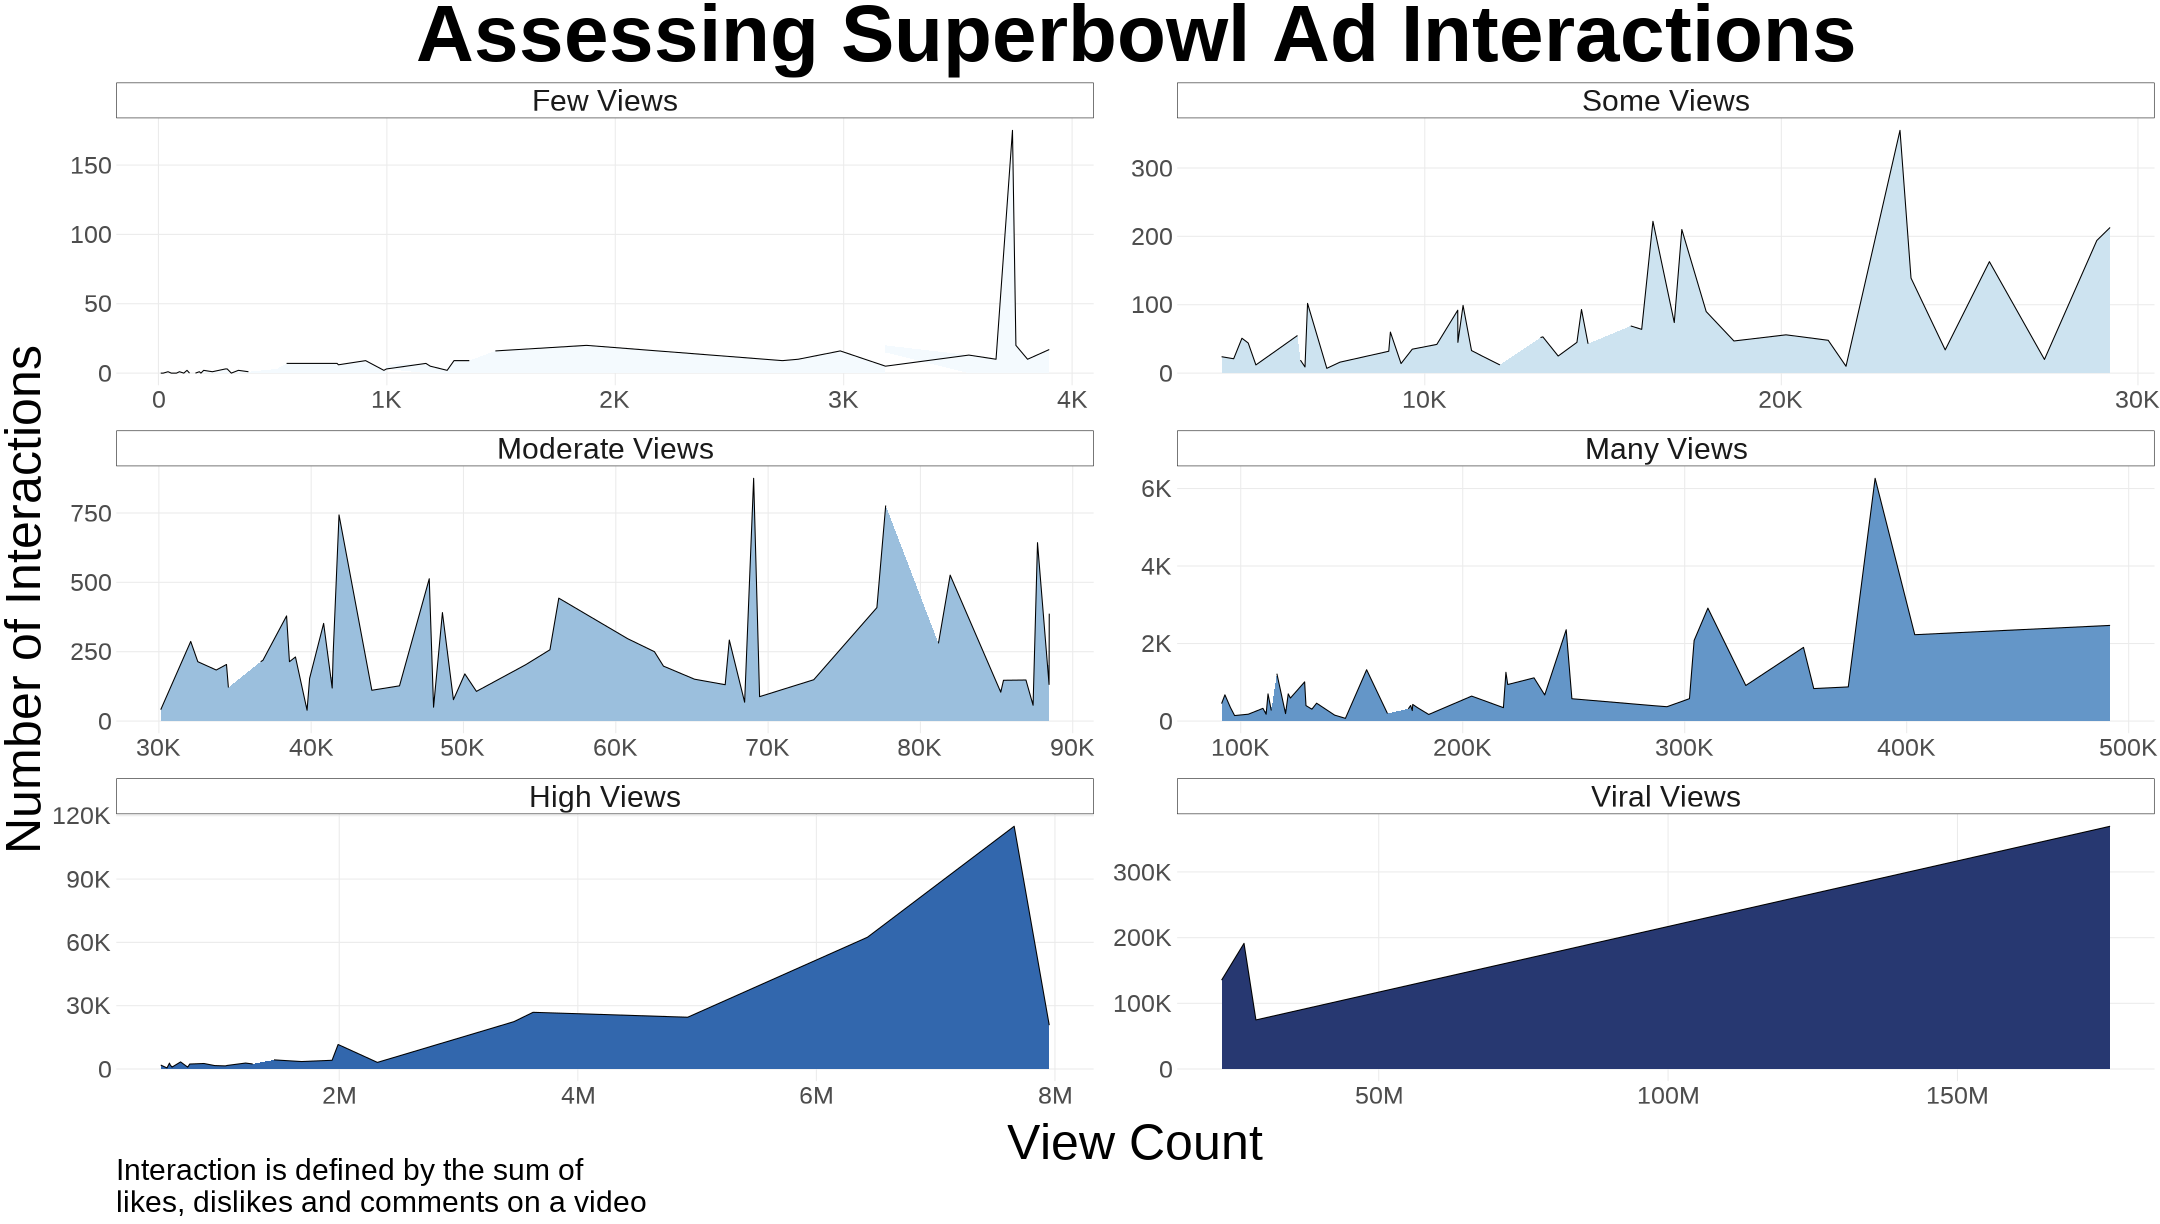 Assessing Superbowl Ad Interactions
Number of Interactions
Few Views
150
100
50
0
0 1K 2K 3K 4K
Some Views
300
200
100
0
10K 20K 30K
Moderate Views
750
500
250
0
30K 40K 50K 60K 70K 80K 90K
Many Views
6K
4K
2K
0
100K 200K 300K 400K 500K
High Views
120K
90K
60K
30K
0
2M 4M 6M 8M
Viral Views
300K
200K
100K
0
50M 100M 150M
View Count
Interaction is defined by the sum of
likes, dislikes and comments on a video